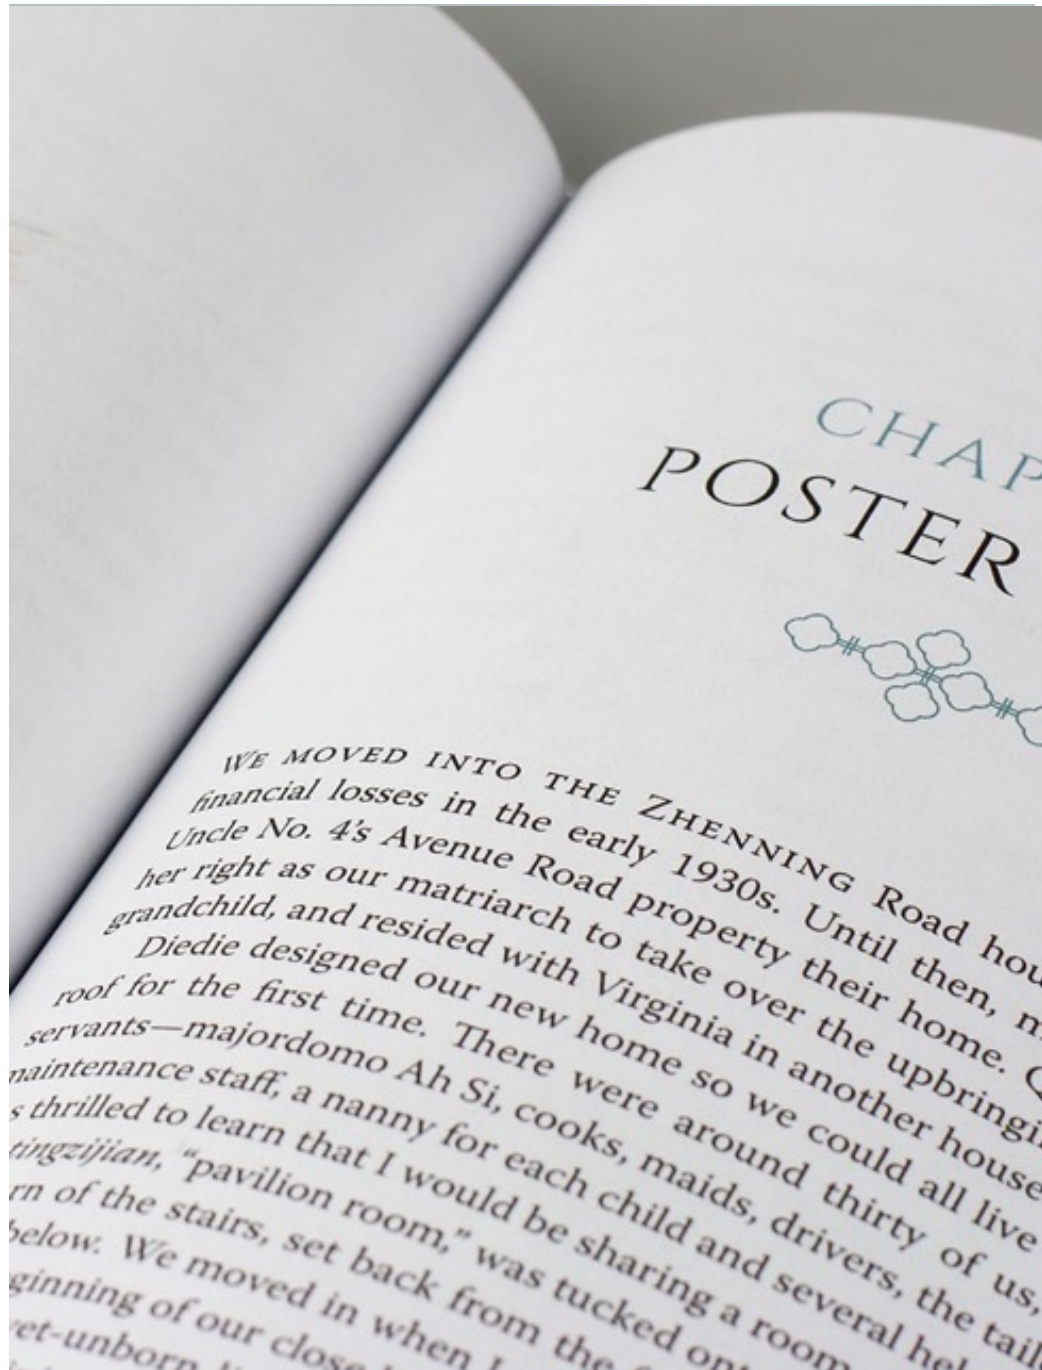 CHAP
POSTER
WE MOVED INTO THE ZHENNING Road hou
financial losses in the early 1930s. Until then, m
Uncle No. 4's Avenue Road property their home. Q
her right as our matriarch to take over the upbringi
grandchild, and resided with Virginia in another house
Diedie designed our new home so we could all live
roof for the first time. There were around thirty of us,
servants—majordomo Ah Si, cooks, maids, drivers, the tail
maintenance staff, a nanny for each child and several hel
s thrilled to learn that I would be sharing a room
tingzijian, “pavilion room,” was tucked ont
rn of the stairs, set back from the
below. We moved in when I
ginning of our close
yet-unborn